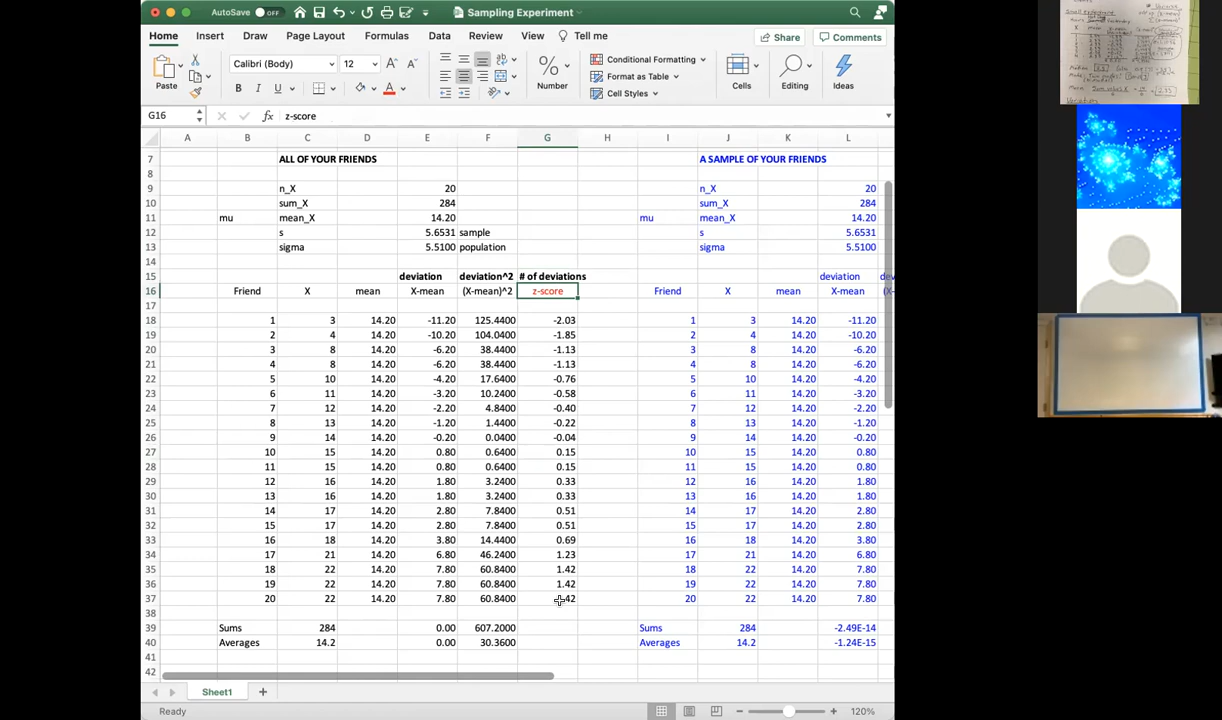 AutoSave OFF Sampling Experiment
Home Insert Draw Page Layout Formulas Data Review View Tell me Share Comments
Paste Calibri (Body) 12 A^ A˅ B I U A ab Number % Conditional Formatting Format as Table Cell Styles Cells Editing Ideas
G16 fx z-score
A B C D E F G H I J K L
7 ALL OF YOUR FRIENDS A SAMPLE OF YOUR FRIENDS
8
9 n_X 20 n_X 20
10 sum_X 284 sum_X 284
11 mu mean_X 14.20 mu mean_X 14.20
12 s 5.6531 sample s 5.6531
13 sigma 5.5100 population sigma 5.5100
14
15 deviation deviation^2 # of deviations deviation dev
16 Friend X mean X-mean (X-mean)^2 z-score Friend X mean X-mean (X-
17
18 1 3 14.20 -11.20 125.4400 -2.03 1 3 14.20 -11.20
19 2 4 14.20 -10.20 104.0400 -1.85 2 4 14.20 -10.20
20 3 8 14.20 -6.20 38.4400 -1.13 3 8 14.20 -6.20
21 4 8 14.20 -6.20 38.4400 -1.13 4 8 14.20 -6.20
22 5 10 14.20 -4.20 17.6400 -0.76 5 10 14.20 -4.20
23 6 11 14.20 -3.20 10.2400 -0.58 6 11 14.20 -3.20
24 7 12 14.20 -2.20 4.8400 -0.40 7 12 14.20 -2.20
25 8 13 14.20 -1.20 1.4400 -0.22 8 13 14.20 -1.20
26 9 14 14.20 -0.20 0.0400 -0.04 9 14 14.20 -0.20
27 10 15 14.20 0.80 0.6400 0.15 10 15 14.20 0.80
28 11 15 14.20 0.80 0.6400 0.15 11 15 14.20 0.80
29 12 16 14.20 1.80 3.2400 0.33 12 16 14.20 1.80
30 13 16 14.20 1.80 3.2400 0.33 13 16 14.20 1.80
31 14 17 14.20 2.80 7.8400 0.51 14 17 14.20 2.80
32 15 17 14.20 2.80 7.8400 0.51 15 17 14.20 2.80
33 16 18 14.20 3.80 14.4400 0.69 16 18 14.20 3.80
34 17 21 14.20 6.80 46.2400 1.23 17 21 14.20 6.80
35 18 22 14.20 7.80 60.8400 1.42 18 22 14.20 7.80
36 19 22 14.20 7.80 60.8400 1.42 19 22 14.20 7.80
37 20 22 14.20 7.80 60.8400 42 20 22 14.20 7.80
38
39 Sums 284 0.00 607.2000 Sums 284 -2.49E-14
40 Averages 14.2 0.00 30.3600 Averages 14.2 -1.24E-15
41
42
Sheet1 +
Ready 120%